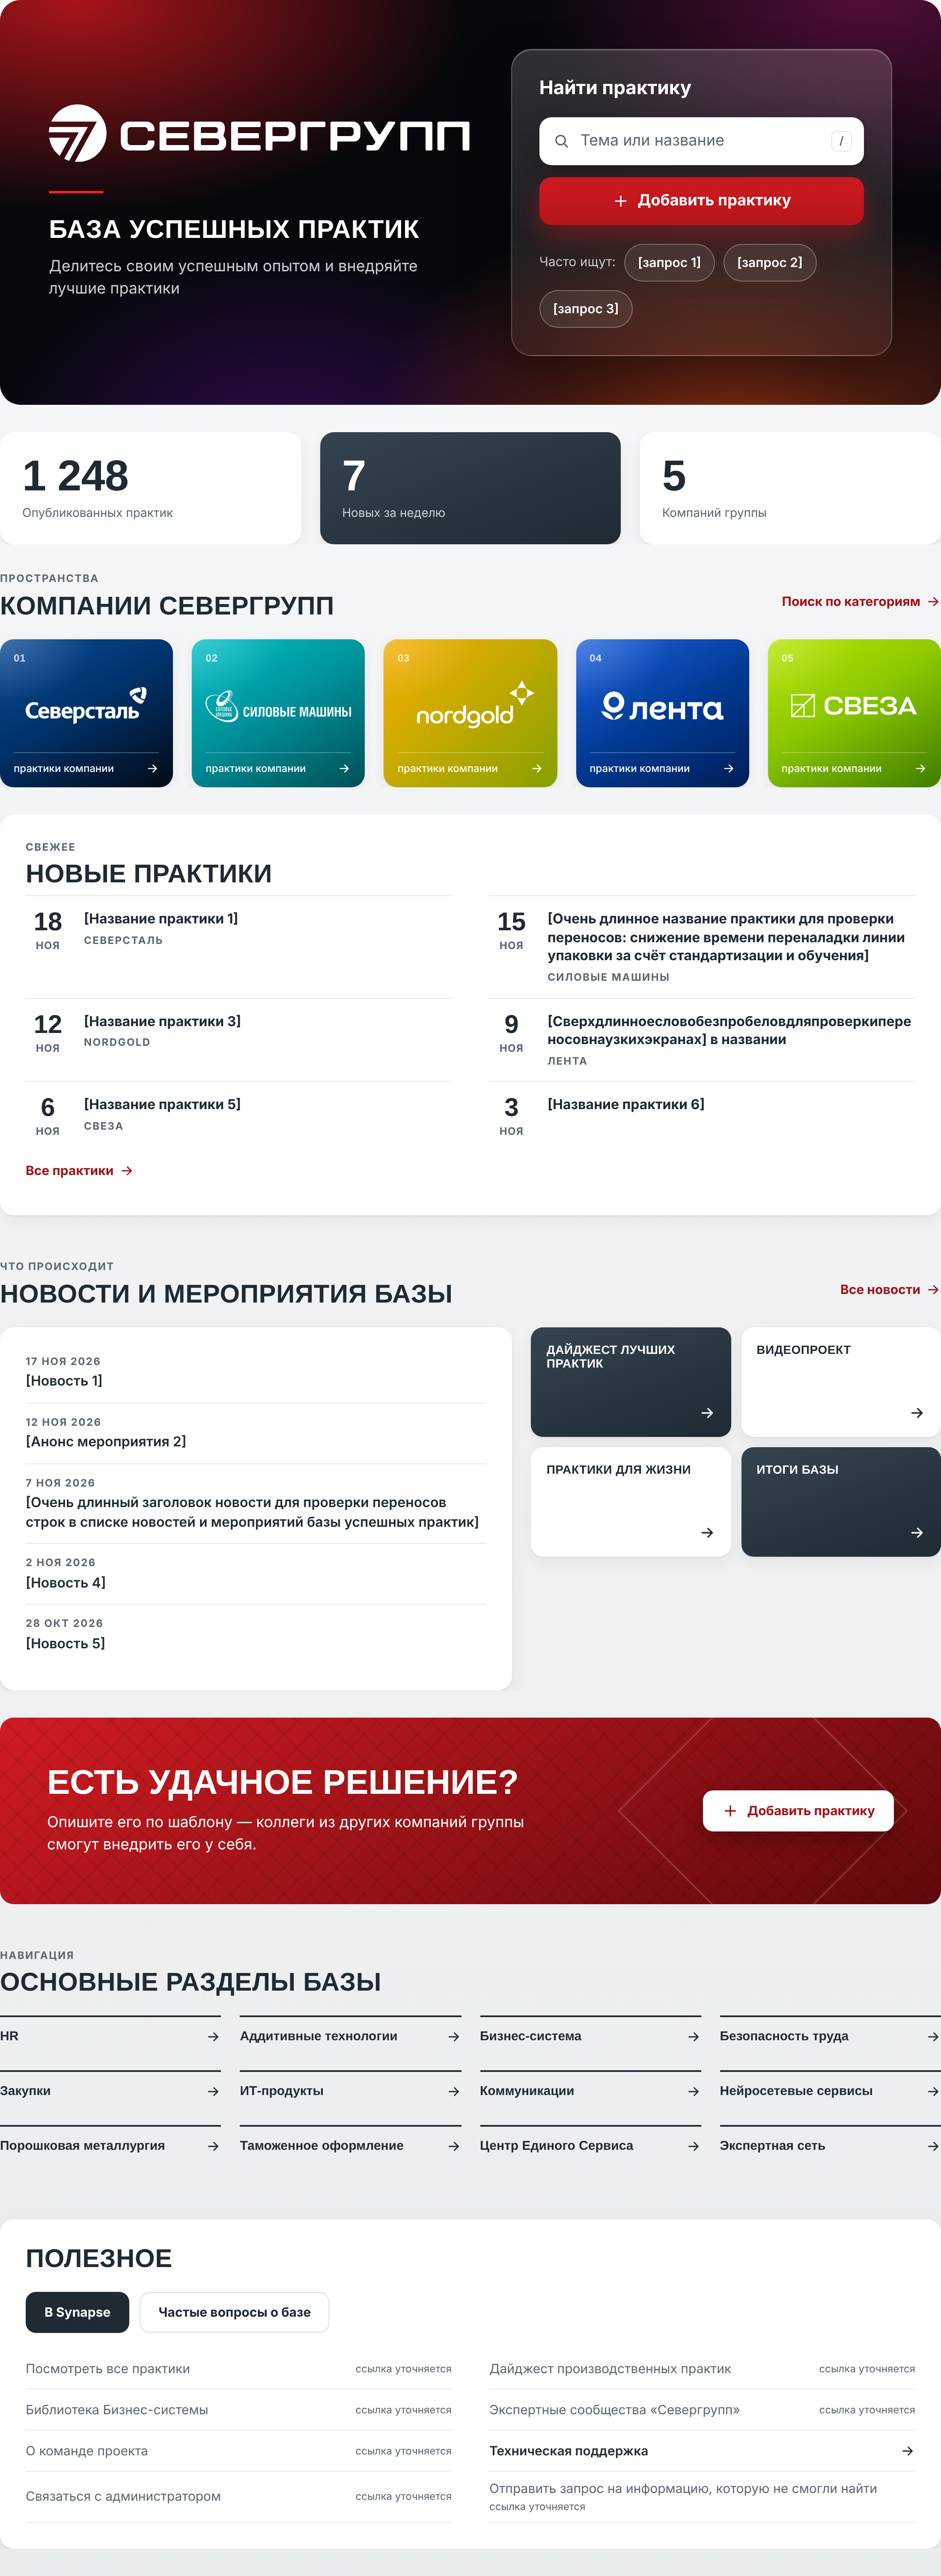 СЕВЕРГРУПП
БАЗА УСПЕШНЫХ ПРАКТИК
Делитесь своим успешным опытом и внедряйте
лучшие практики
Найти практику
Тема или название
/
+ Добавить практику
Часто ищут:
[запрос 1]
[запрос 2]
[запрос 3]
1 248
Опубликованных практик
7
Новых за неделю
5
Компаний группы
ПРОСТРАНСТВА
КОМПАНИИ СЕВЕРГРУПП
Поиск по категориям →
01
Северсталь
практики компании →
02
СИЛОВЫЕ МАШИНЫ
практики компании →
03
nordgold
практики компании →
04
лента
практики компании →
05
СВЕЗА
практики компании →
СВЕЖЕЕ
НОВЫЕ ПРАКТИКИ
18
НОЯ
[Название практики 1]
СЕВЕРСТАЛЬ
15
НОЯ
[Очень длинное название практики для проверки
переносов: снижение времени переналадки линии
упаковки за счёт стандартизации и обучения]
СИЛОВЫЕ МАШИНЫ
12
НОЯ
[Название практики 3]
NORDGOLD
9
НОЯ
[Сверхдлинноесловобезпробеловдляпроверкипере
носовнаузкихэкранах] в названии
ЛЕНТА
6
НОЯ
[Название практики 5]
СВЕЗА
3
НОЯ
[Название практики 6]
Все практики →
ЧТО ПРОИСХОДИТ
НОВОСТИ И МЕРОПРИЯТИЯ БАЗЫ
Все новости →
17 НОЯ 2026
[Новость 1]
12 НОЯ 2026
[Анонс мероприятия 2]
7 НОЯ 2026
[Очень длинный заголовок новости для проверки переносов
строк в списке новостей и мероприятий базы успешных практик]
2 НОЯ 2026
[Новость 4]
28 ОКТ 2026
[Новость 5]
ДАЙДЖЕСТ ЛУЧШИХ
ПРАКТИК
→
ВИДЕОПРОЕКТ
→
ПРАКТИКИ ДЛЯ ЖИЗНИ
→
ИТОГИ БАЗЫ
→
ЕСТЬ УДАЧНОЕ РЕШЕНИЕ?
Опишите его по шаблону — коллеги из других компаний группы
смогут внедрить его у себя.
+ Добавить практику
НАВИГАЦИЯ
ОСНОВНЫЕ РАЗДЕЛЫ БАЗЫ
HR →
Аддитивные технологии →
Бизнес-система →
Безопасность труда →
Закупки →
ИТ-продукты →
Коммуникации →
Нейросетевые сервисы →
Порошковая металлургия →
Таможенное оформление →
Центр Единого Сервиса →
Экспертная сеть →
ПОЛЕЗНОЕ
В Synapse
Частые вопросы о базе
Посмотреть все практики ссылка уточняется
Дайджест производственных практик ссылка уточняется
Библиотека Бизнес-системы ссылка уточняется
Экспертные сообщества «Севергрупп» ссылка уточняется
О команде проекта ссылка уточняется
Техническая поддержка →
Связаться с администратором ссылка уточняется
Отправить запрос на информацию, которую не смогли найти
ссылка уточняется